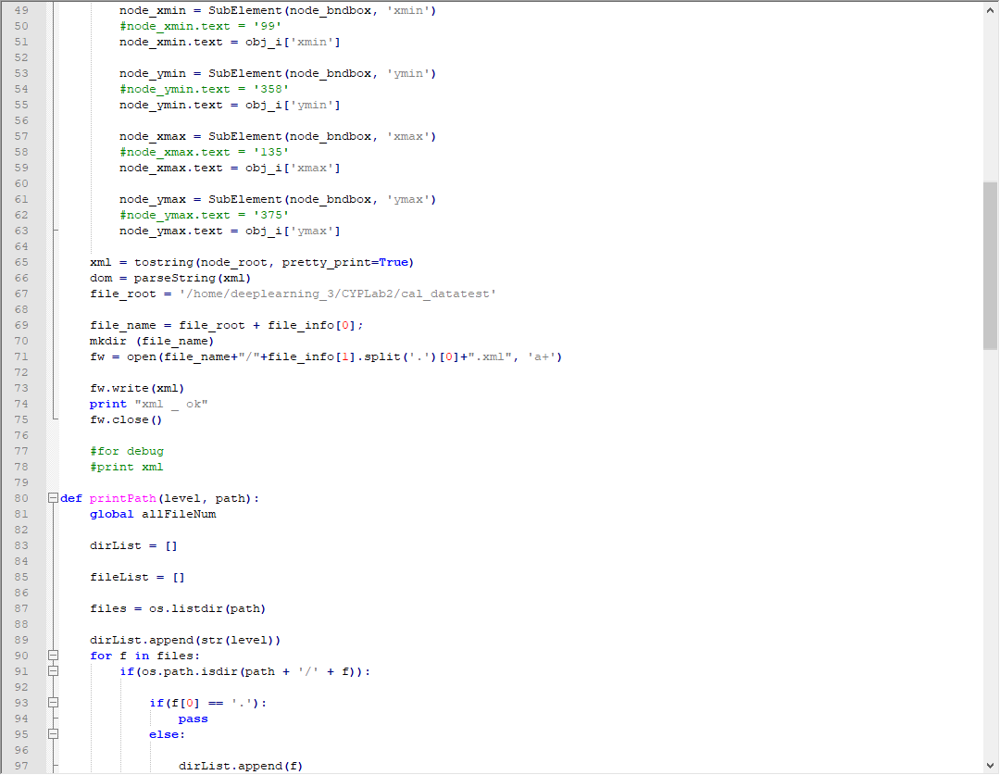 49 node_xmin = SubElement(node_bndbox, 'xmin')
50 #node_xmin.text = '99'
51 node_xmin.text = obj_i['xmin']
52
53 node_ymin = SubElement(node_bndbox, 'ymin')
54 #node_ymin.text = '358'
55 node_ymin.text = obj_i['ymin']
56
57 node_xmax = SubElement(node_bndbox, 'xmax')
58 #node_xmax.text = '135'
59 node_xmax.text = obj_i['xmax']
60
61 node_ymax = SubElement(node_bndbox, 'ymax')
62 #node_ymax.text = '375'
63 node_ymax.text = obj_i['ymax']
64
65 xml = tostring(node_root, pretty_print=True)
66 dom = parseString(xml)
67 file_root = '/home/deeplearning_3/CYPLab2/cal_datatest'
68
69 file_name = file_root + file_info[0];
70 mkdir (file_name)
71 fw = open(file_name+"/"+file_info[1].split('.')[0]+".xml", 'a+')
72
73 fw.write(xml)
74 print "xml _ ok"
75 fw.close()
76
77 #for debug
78 #print xml
79
80 def printPath(level, path):
81 global allFileNum
82
83 dirList = []
84
85 fileList = []
86
87 files = os.listdir(path)
88
89 dirList.append(str(level))
90 for f in files:
91 if(os.path.isdir(path + '/' + f)):
92
93 if(f[0] == '.'):
94 pass
95 else:
96
97 dirList.append(f)